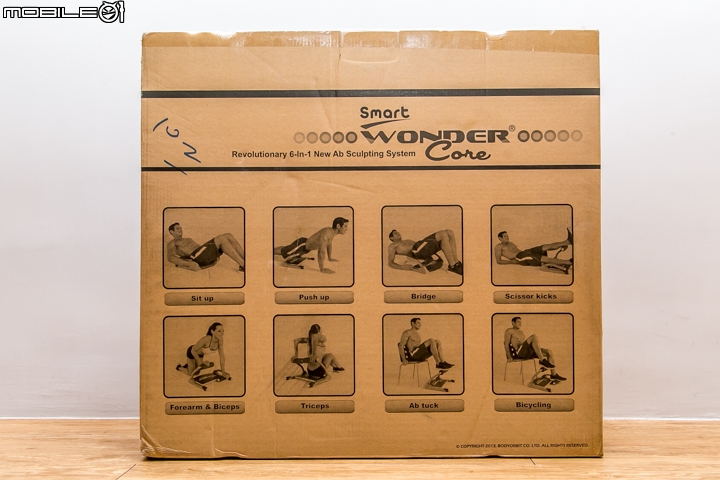 MOBILE01
Smart
WONDER®
Core
Revolutionary 6-In-1 New Ab Sculpting System
Sit up
Push up
Bridge
Scissor kicks
Forearm & Biceps
Triceps
Ab tuck
Bicycling
© COPYRIGHT 2013, BODYORBIT CO. LTD. ALL RIGHTS RESERVED.